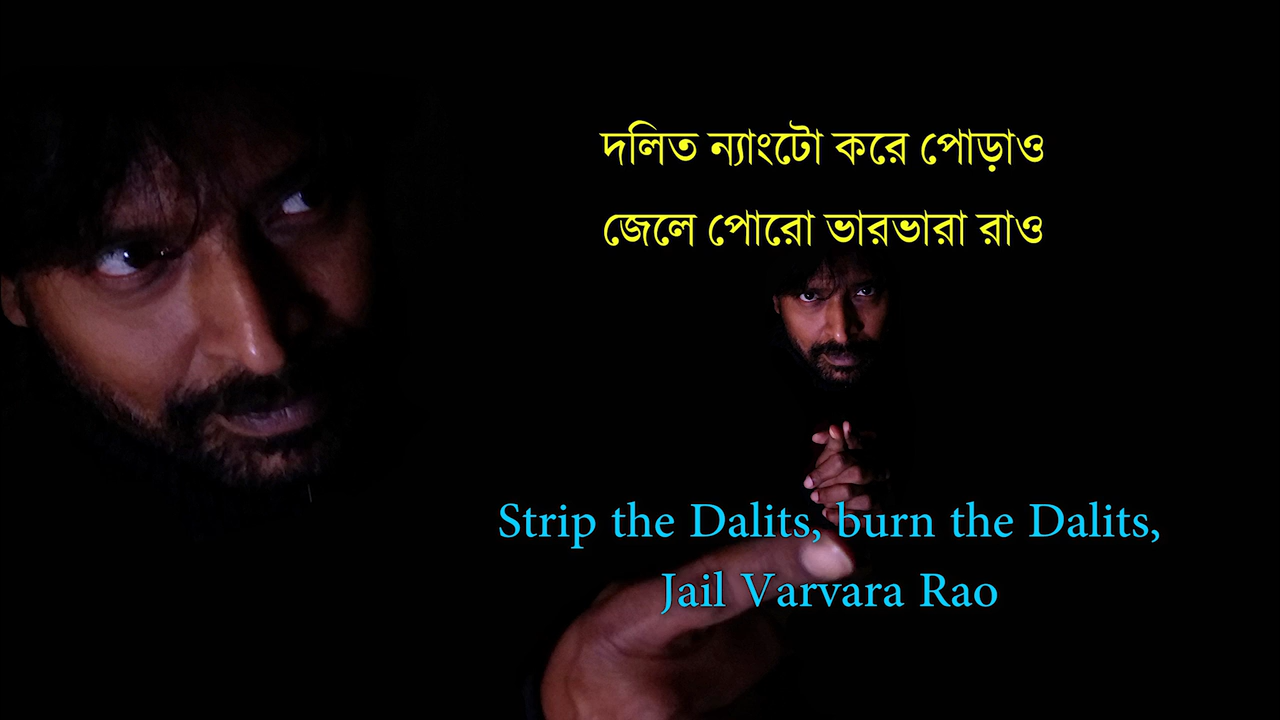 দলিত ন্যাংটো করে পোড়াও
জেলে পোরো ভারভারা রাও
Strip the Dalits, burn the Dalits,
Jail Varvara Rao